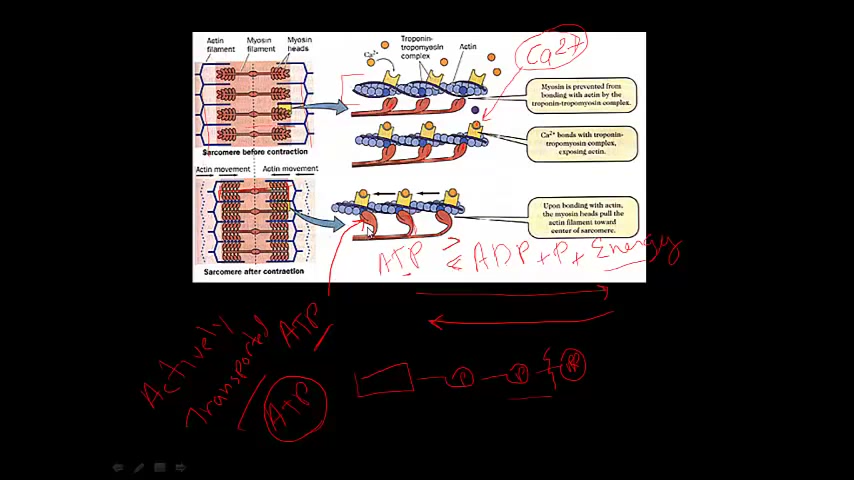 Actin
filament
Myosin
filament
Myosin
heads
Sarcomere before contraction
Actin movement
Actin movement
Sarcomere after contraction
Ca2+
Troponin-
tropomyosin
complex
Actin
Ca2+
Myosin is prevented from
bonding with actin by the
troponin-tropomyosin complex.
Ca2+ bonds with troponin-
tropomyosin complex,
exposing actin.
Upon bonding with actin,
the myosin heads pull the
actin filament toward
center of sarcomere.
ATP ADP + P + Energy
Actively
Transported
ATP
ATP
P P